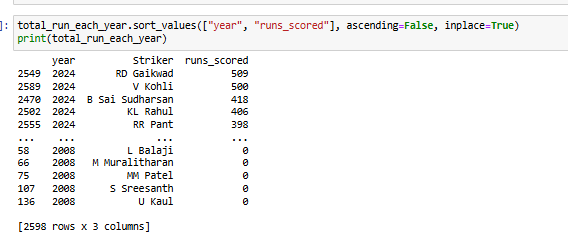 ]: total_run_each_year.sort_values(["year", "runs_scored"], ascending=False, inplace=True)
print(total_run_each_year)
year Striker runs_scored
2549 2024 RD Gaikwad 509
2589 2024 V Kohli 500
2470 2024 B Sai Sudharsan 418
2502 2024 KL Rahul 406
2555 2024 RR Pant 398
... ... ... ...
58 2008 L Balaji 0
66 2008 M Muralitharan 0
75 2008 MM Patel 0
107 2008 S Sreesanth 0
136 2008 U Kaul 0
[2598 rows x 3 columns]